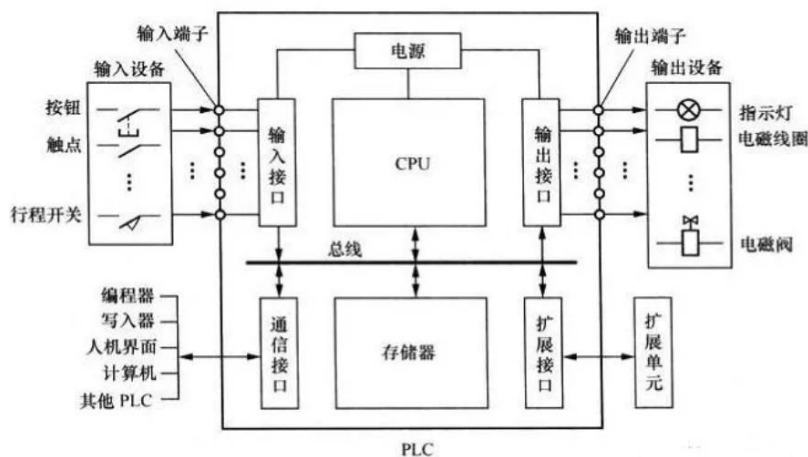 输入端子
电源
输出端子
输入设备
输出设备
按钮
触点
行程开关
输入接口
CPU
输出接口
指示灯
电磁线圈
电磁阀
总线
编程器
写入器
人机界面
计算机
其他 PLC
通信接口
存储器
扩展接口
扩展单元
PLC